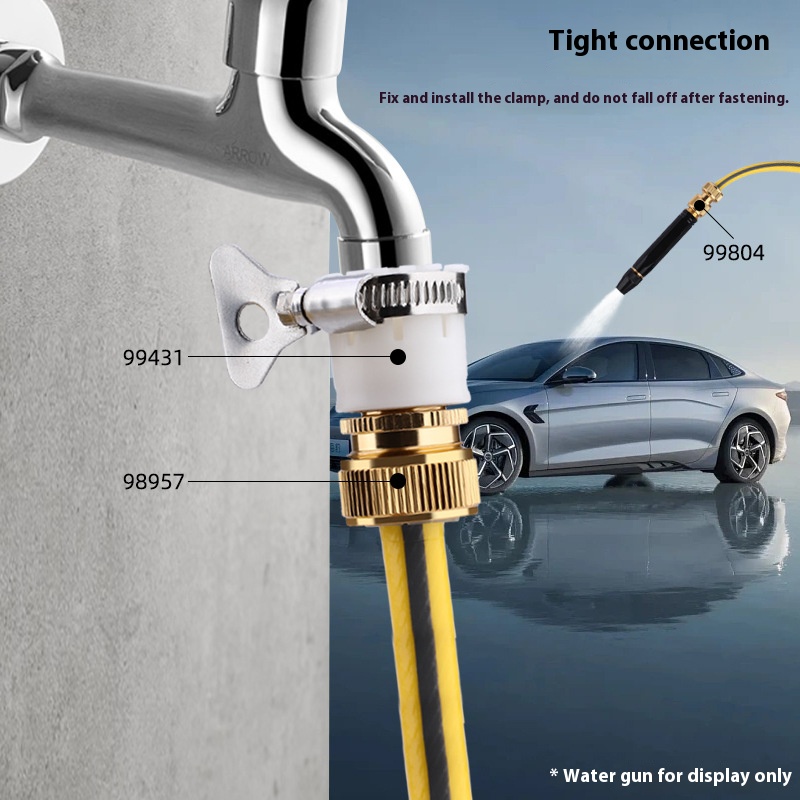 Tight connection
Fix and install the clamp, and do not fall off after fastening.
ARROW
99804
99431
98957
* Water gun for display only